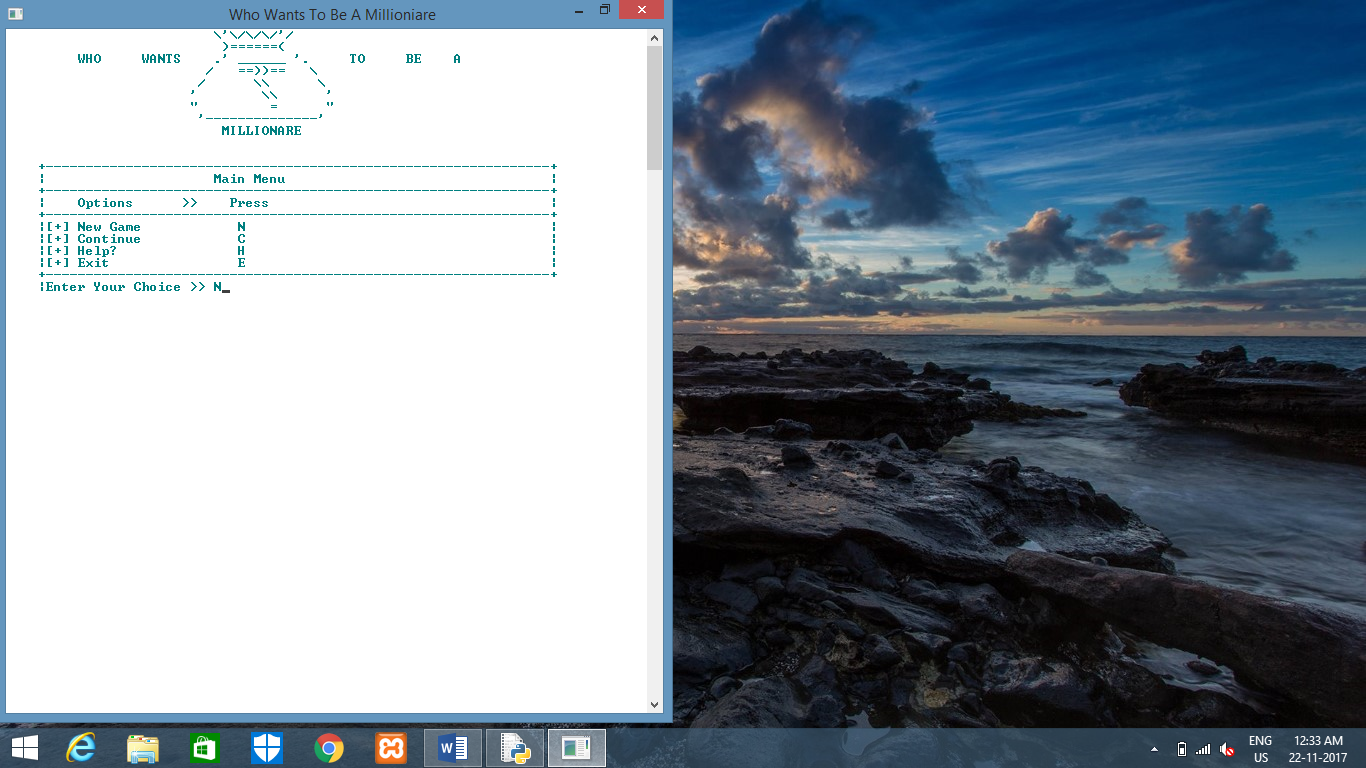 Who Wants To Be A Millioniare
WHO WANTS TO BE A
MILLIONARE
Main Menu
Options >> Press
[+] New Game N
[+] Continue C
[+] Help? H
[+] Exit E
Enter Your Choice >> N_
ENG 12:33 AM
US 22-11-2017